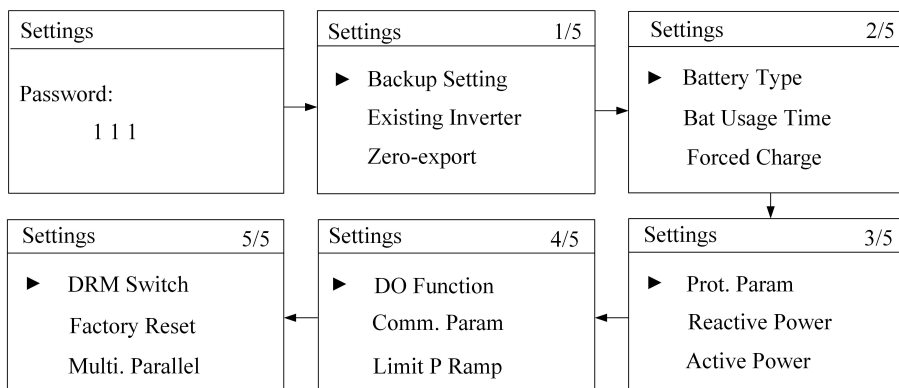 Settings
Password:
1 1 1
Settings 1/5
► Backup Setting
Existing Inverter
Zero-export
Settings 2/5
► Battery Type
Bat Usage Time
Forced Charge
Settings 3/5
► Prot. Param
Reactive Power
Active Power
Settings 4/5
► DO Function
Comm. Param
Limit P Ramp
Settings 5/5
► DRM Switch
Factory Reset
Multi. Parallel